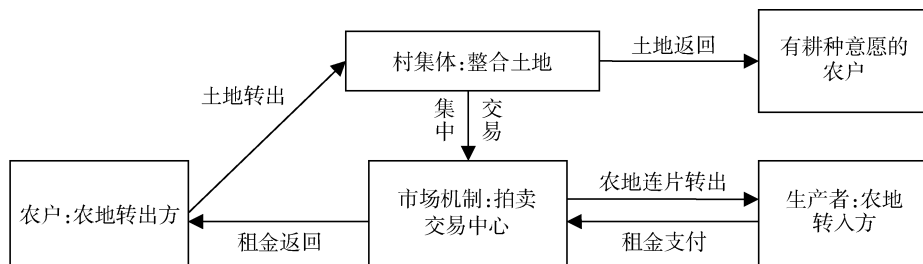 村集体:整合土地
土地返回
有耕种意愿的
农户
土地转出
集中
交易
农户:农地转出方
市场机制:拍卖
交易中心
农地连片转出
生产者:农地
转入方
租金返回
租金支付